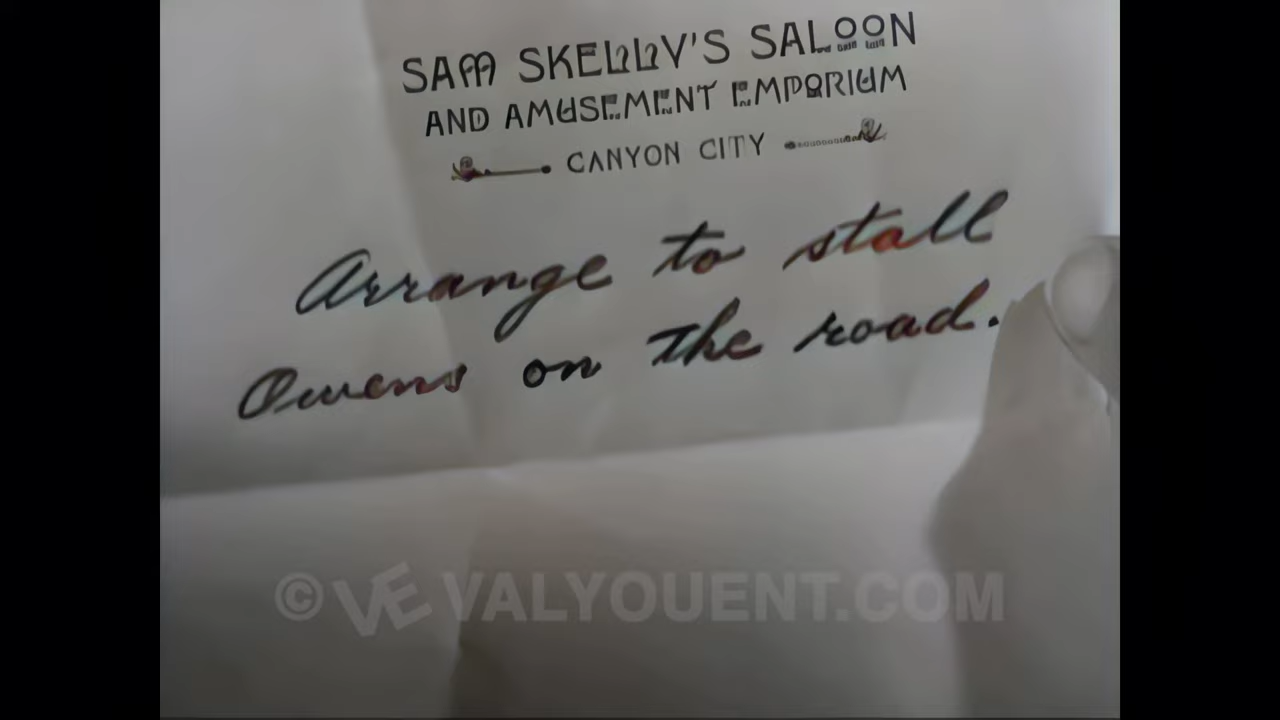 SAM SKELLY'S SALOON
AND AMUSEMENT EMPORIUM
CANYON CITY
Arrange to stall
Owens on the road.
© VE VALYOUENT.COM